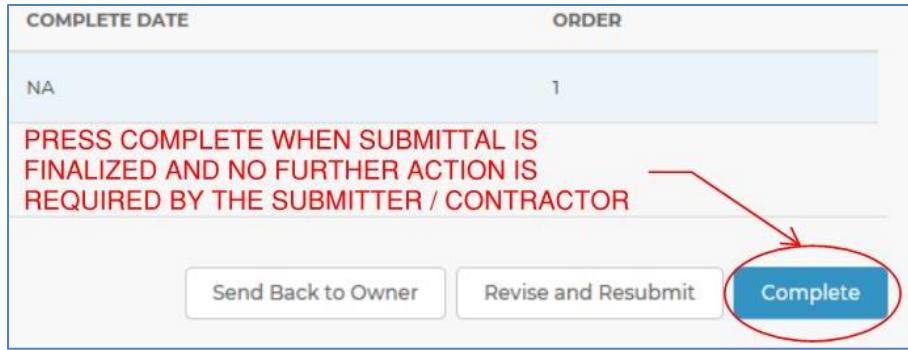 COMPLETE DATE ORDER
NA 1
PRESS COMPLETE WHEN SUBMITTAL IS
FINALIZED AND NO FURTHER ACTION IS
REQUIRED BY THE SUBMITTER / CONTRACTOR
Send Back to Owner Revise and Resubmit Complete